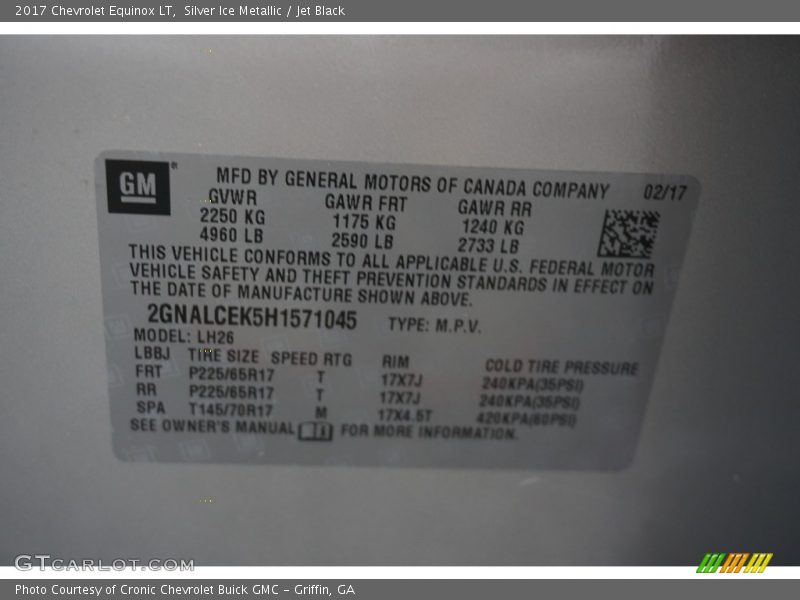 2017 Chevrolet Equinox LT, Silver Ice Metallic / Jet Black
GM ®
MFD BY GENERAL MOTORS OF CANADA COMPANY 02/17
GVWR GAWR FRT GAWR RR
2250 KG 1175 KG 1240 KG
4960 LB 2590 LB 2733 LB
THIS VEHICLE CONFORMS TO ALL APPLICABLE U.S. FEDERAL MOTOR
VEHICLE SAFETY AND THEFT PREVENTION STANDARDS IN EFFECT ON
THE DATE OF MANUFACTURE SHOWN ABOVE.
2GNALCEK5H1571045 TYPE: M.P.V.
MODEL: LH26
LBBJ TIRE SIZE SPEED RTG RIM COLD TIRE PRESSURE
FRT P225/65R17 T 17X7J 240KPA(35PSI)
RR P225/65R17 T 17X7J 240KPA(35PSI)
SPA T145/70R17 M 17X4.5T 420KPA(60PSI)
SEE OWNER'S MANUAL FOR MORE INFORMATION.
GTCARLOT.COM
Photo Courtesy of Cronic Chevrolet Buick GMC – Griffin, GA